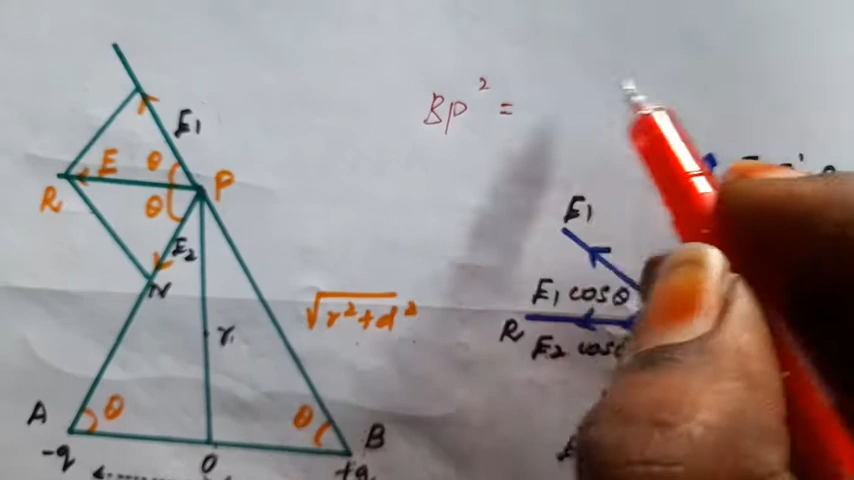 BP² =
E₁
E
θ
P
R
θ
E₂
N
√r²+d²
r
A
θ
θ
B
-q
O
+q
E₁
E₁ cosθ
R
E₂ cosθ